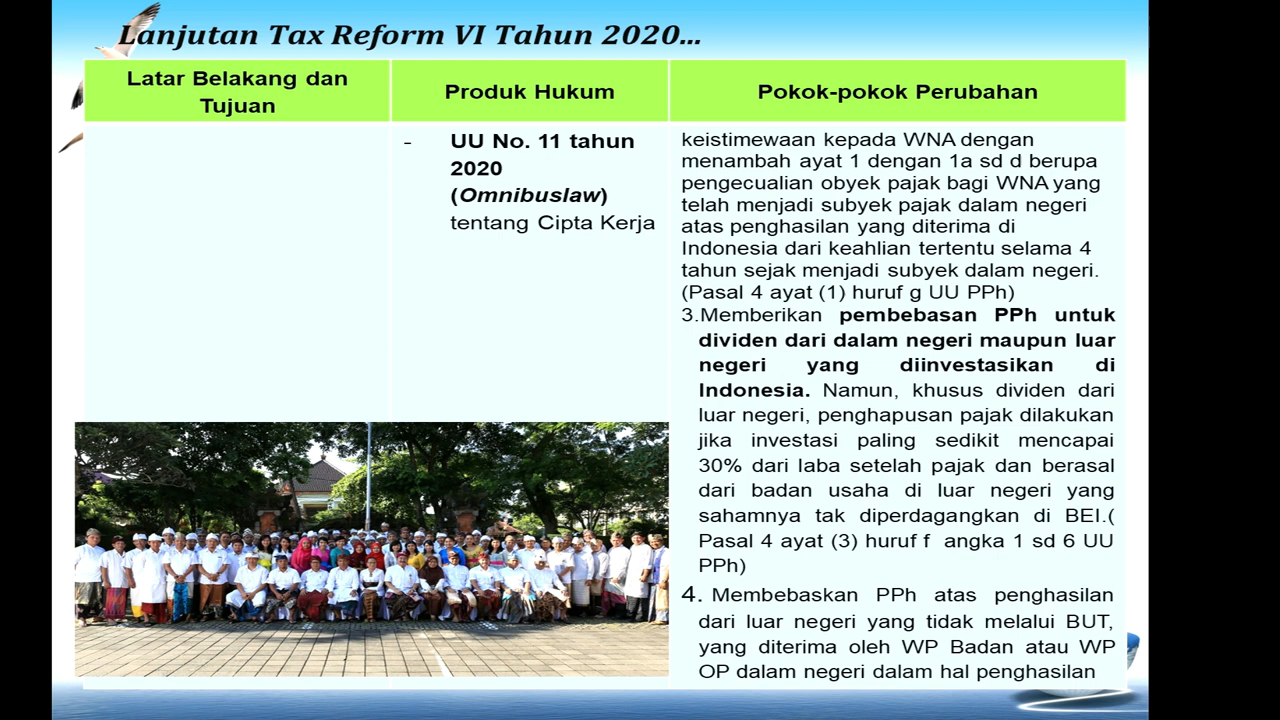 Lanjutan Tax Reform VI Tahun 2020...
Latar Belakang dan
Tujuan
Produk Hukum
Pokok-pokok Perubahan
- UU No. 11 tahun
2020
(Omnibuslaw)
tentang Cipta Kerja
keistimewaan kepada WNA dengan
menambah ayat 1 dengan 1a sd d berupa
pengecualian obyek pajak bagi WNA yang
telah menjadi subyek pajak dalam negeri
atas penghasilan yang diterima di
Indonesia dari keahlian tertentu selama 4
tahun sejak menjadi subyek dalam negeri.
(Pasal 4 ayat (1) huruf g UU PPh)
3.Memberikan pembebasan PPh untuk
dividen dari dalam negeri maupun luar
negeri yang diinvestasikan di
Indonesia. Namun, khusus dividen dari
luar negeri, penghapusan pajak dilakukan
jika investasi paling sedikit mencapai
30% dari laba setelah pajak dan berasal
dari badan usaha di luar negeri yang
sahamnya tak diperdagangkan di BEI.(
Pasal 4 ayat (3) huruf f angka 1 sd 6 UU
PPh)
4. Membebaskan PPh atas penghasilan
dari luar negeri yang tidak melalui BUT,
yang diterima oleh WP Badan atau WP
OP dalam negeri dalam hal penghasilan